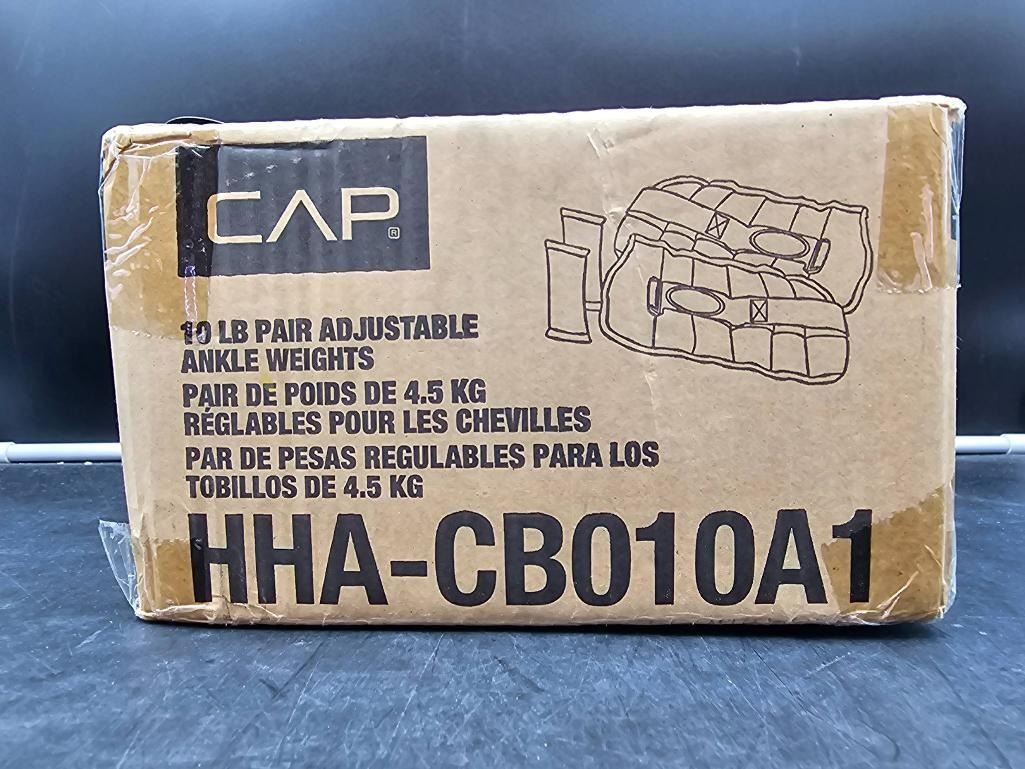 CAP®
10 LB PAIR ADJUSTABLE
ANKLE WEIGHTS
PAIR DE POIDS DE 4.5 KG
RÉGLABLES POUR LES CHEVILLES
PAR DE PESAS REGULABLES PARA LOS
TOBILLOS DE 4.5 KG
HHA-CB010A1